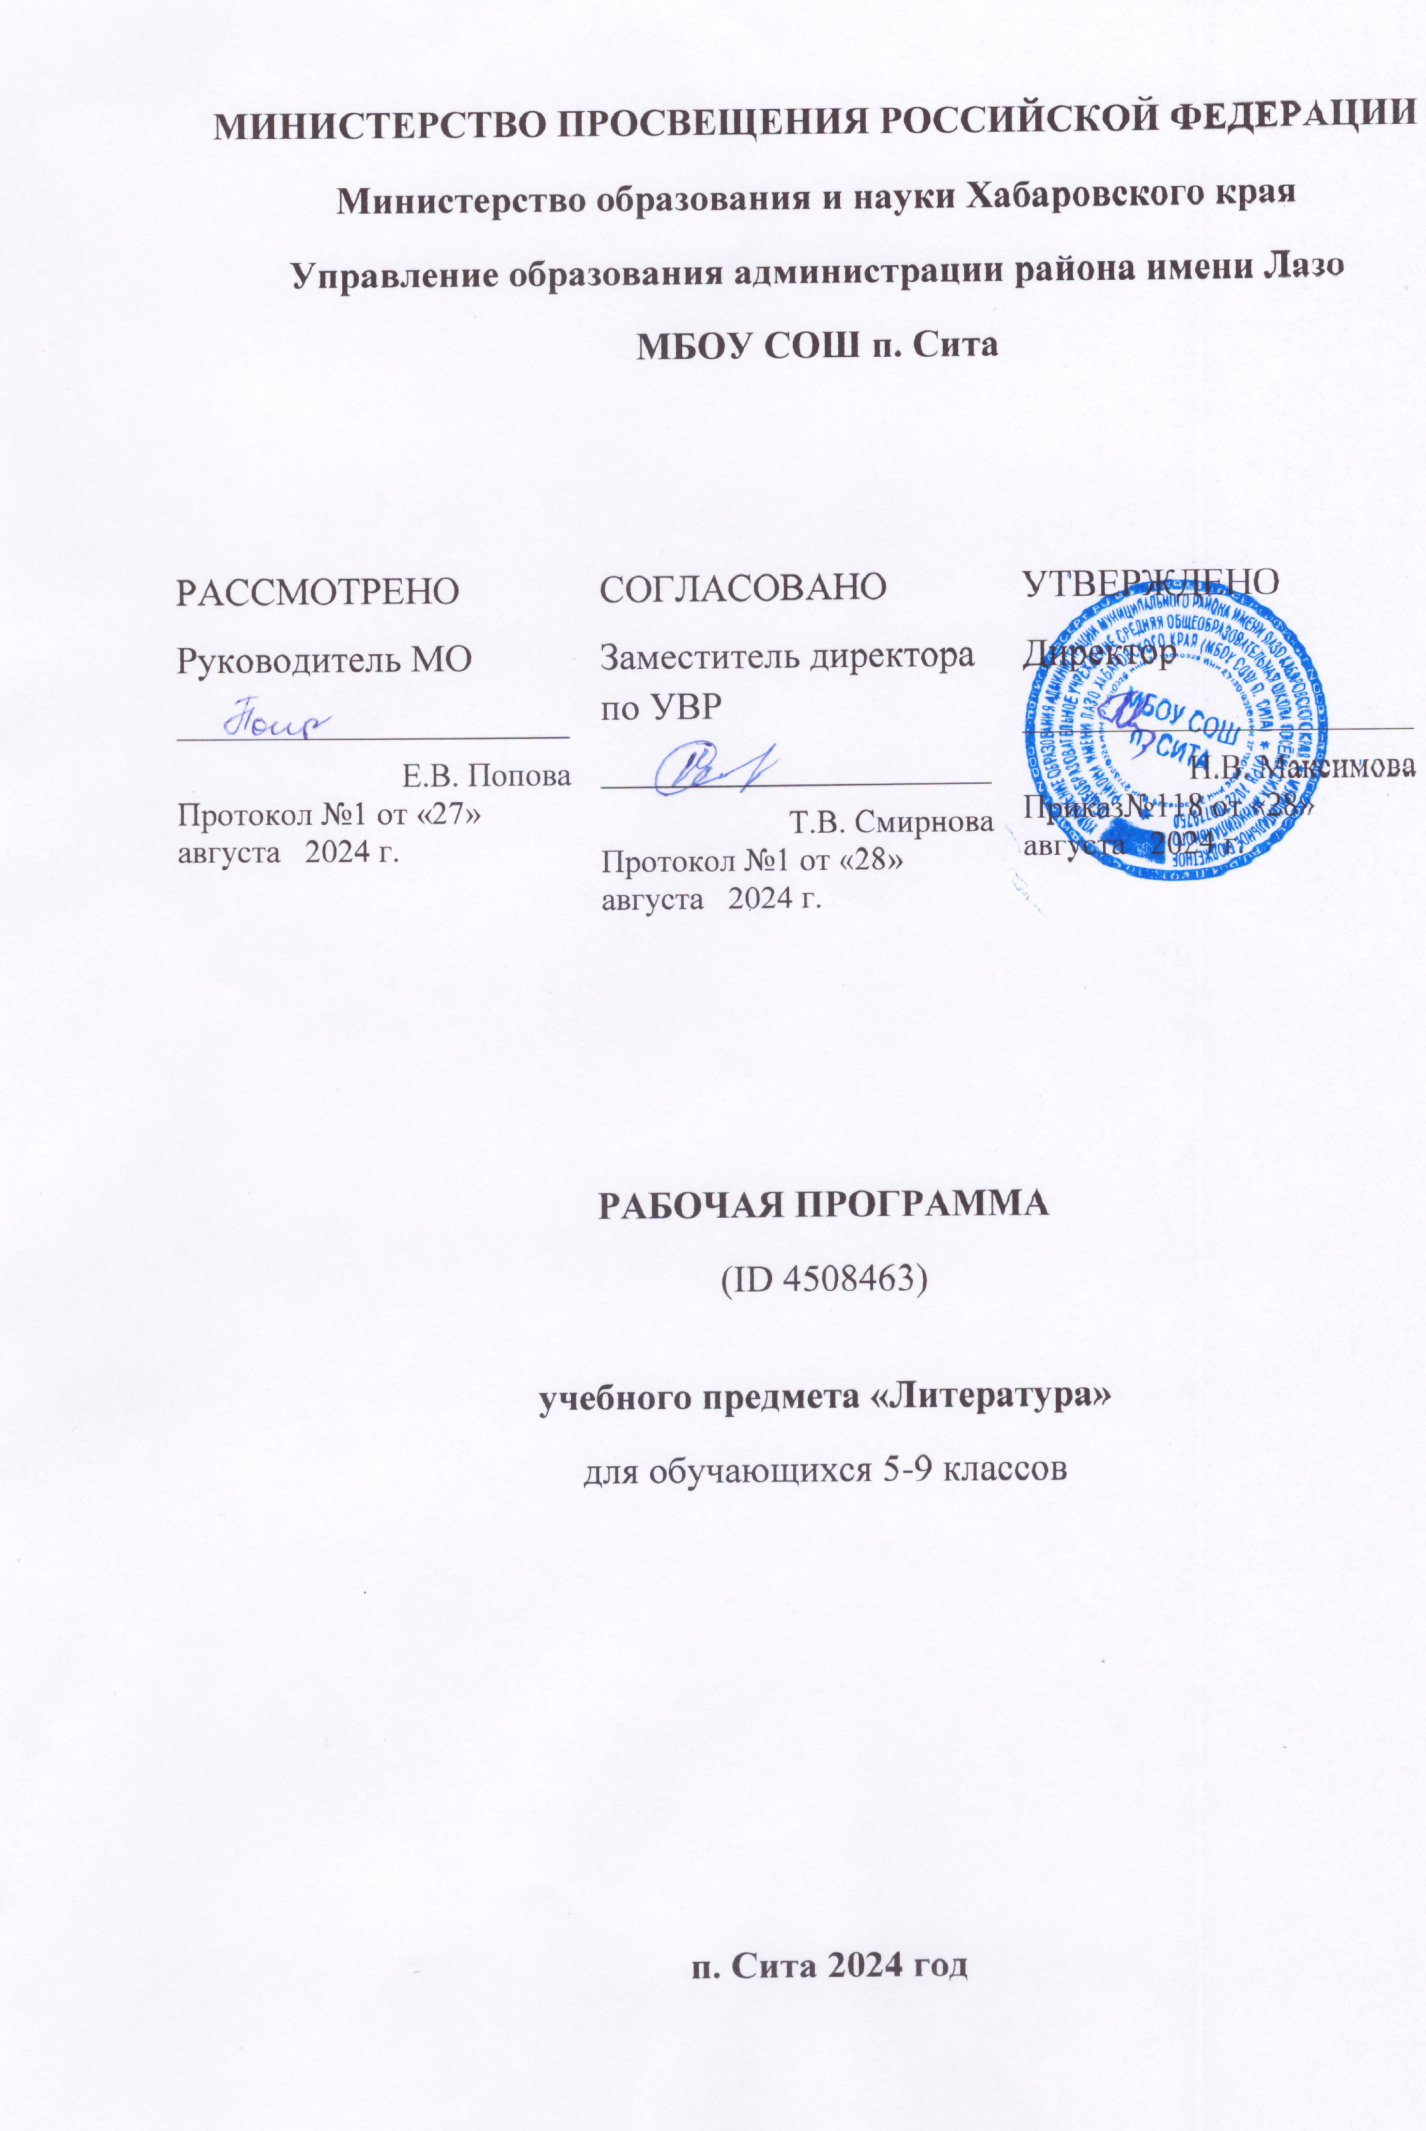 МИНИСТЕРСТВО ПРОСВЕЩЕНИЯ РОССИЙСКОЙ ФЕДЕРАЦИИ
Министерство образования и науки Хабаровского края
Управление образования администрации района имени Лазо
МБОУ СОШ п. Сита
РАССМОТРЕНО
Руководитель МО
Е.В. Попова
Протокол №1 от «27»
августа 2024 г.
СОГЛАСОВАНО
Заместитель директора
по УВР
Т.В. Смирнова
Протокол №1 от «28»
августа 2024 г.
УТВЕРЖДЕНО
Директор
Н.В. Максимова
Приказ№118 от «28»
августа 2024 г.
МБОУ СОШ
п. СИТА
РАБОЧАЯ ПРОГРАММА
(ID 4508463)
учебного предмета «Литература»
для обучающихся 5-9 классов
п. Сита 2024 год